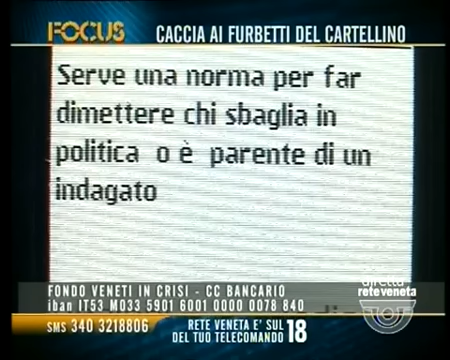 FOCUS
CACCIA AI FURBETTI DEL CARTELLINO
Serve una norma per far
dimettere chi sbaglia in
politica o è parente di un
indagato
FONDO VENETI IN CRISI - CC BANCARIO
iban IT53 M033 5901 6001 0000 0078 840
diretta
reteveneta
SMS 340 3218806
RETE VENETA E' SUL
DEL TUO TELECOMANDO 18